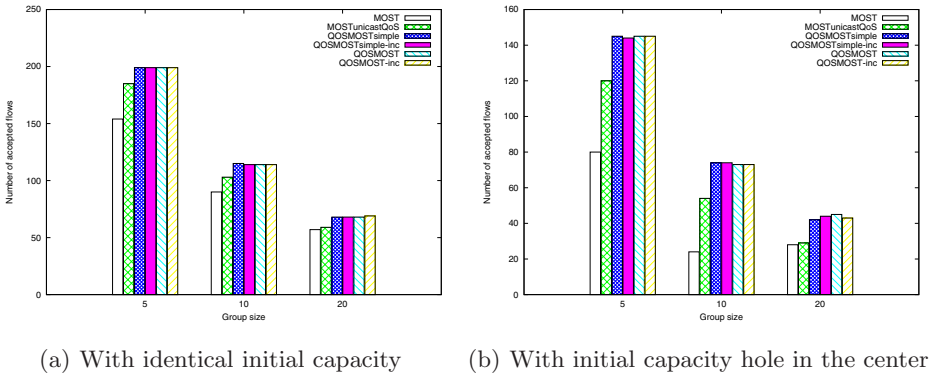 250
200
150
100
50
0
Number of accepted flows
5
10
20
Group size
MOST
MOSTunicastQoS
QOSMOSTsimple
QOSMOSTsimple-inc
QOSMOST
QOSMOST-inc
(a) With identical initial capacity
160
140
120
100
80
60
40
20
0
Number of accepted flows
5
10
20
Group size
MOST
MOSTunicastQoS
QOSMOSTsimple
QOSMOSTsimple-inc
QOSMOST
QOSMOST-inc
(b) With initial capacity hole in the center